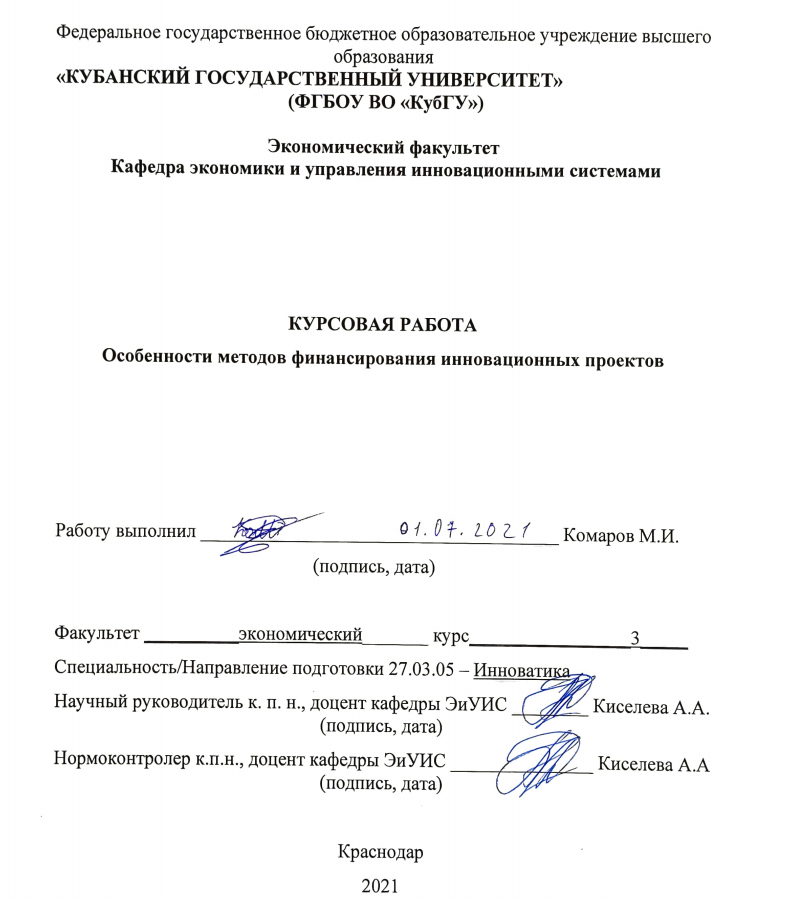 Федеральное государственное бюджетное образовательное учреждение высшего
образования
«КУБАНСКИЙ ГОСУДАРСТВЕННЫЙ УНИВЕРСИТЕТ»
(ФГБОУ ВО «КубГУ»)
Экономический факультет
Кафедра экономики и управления инновационными системами
КУРСОВАЯ РАБОТА
Особенности методов финансирования инновационных проектов
Работу выполнил 01.07.2021 Комаров М.И.
(подпись, дата)
Факультет экономический курс 3
Специальность/Направление подготовки 27.03.05 – Инноватика
Научный руководитель к. п. н., доцент кафедры ЭиУИС Киселева А.А.
(подпись, дата)
Нормоконтролер к.п.н., доцент кафедры ЭиУИС Киселева А.А
(подпись, дата)
Краснодар
2021